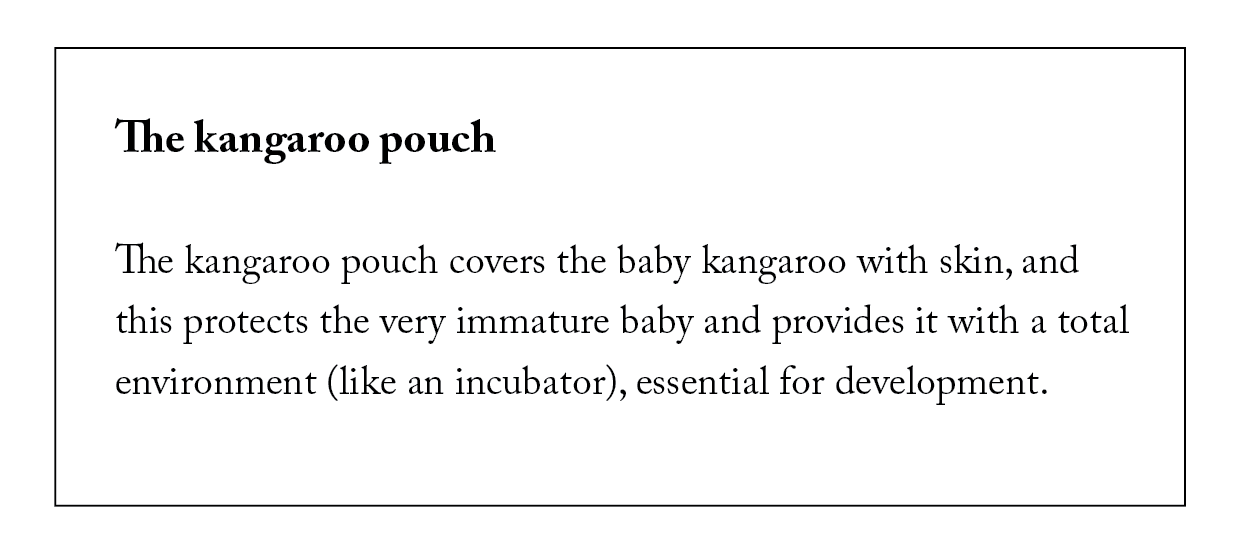 The kangaroo pouch
The kangaroo pouch covers the baby kangaroo with skin, and
this protects the very immature baby and provides it with a total
environment (like an incubator), essential for development.